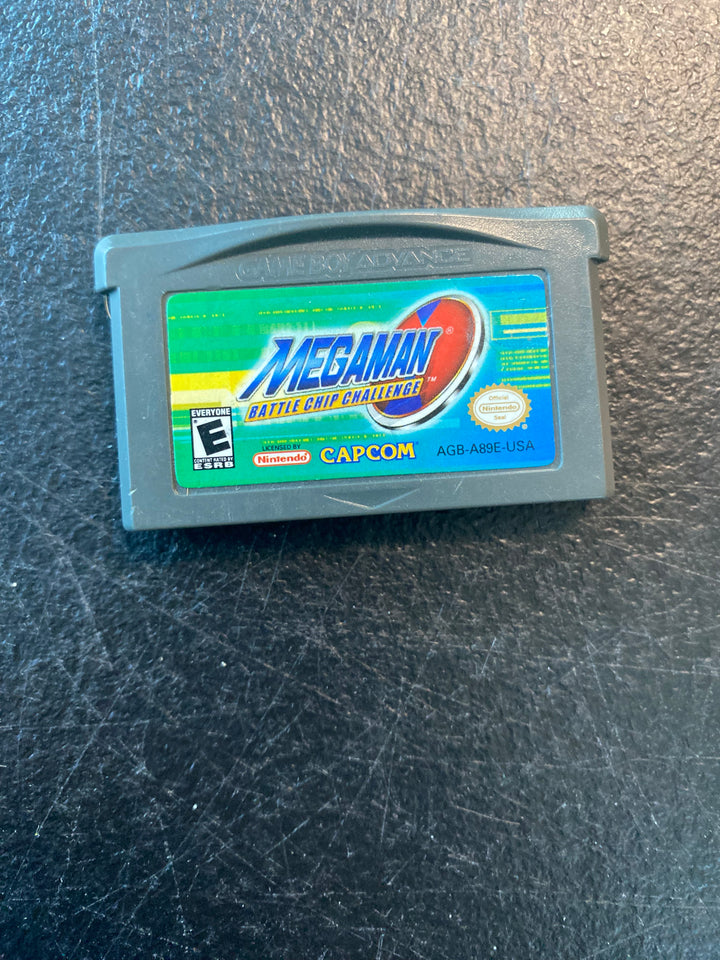 GAME BOY ADVANCE
MEGAMAN®
BATTLE CHIP CHALLENGE™
EVERYONE
E
CONTENT RATED BY
ESRB
LICENSED BY
Nintendo
CAPCOM
Official
Nintendo
Seal
AGB-A89E-USA